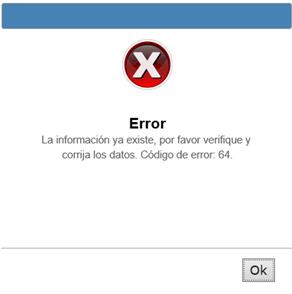 X
Error
La información ya existe, por favor verifique y
corrija los datos. Código de error: 64.
Ok